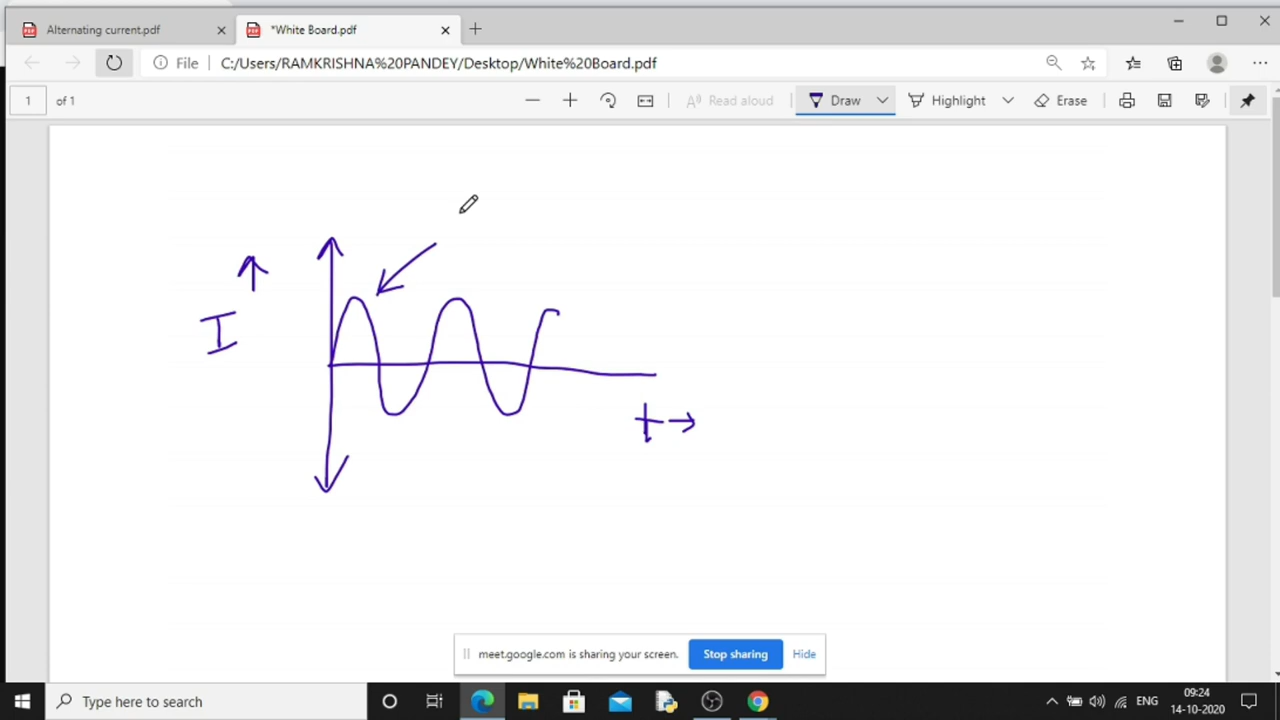 Alternating current.pdf
*White Board.pdf
File
C:/Users/RAMKRISHNA%20PANDEY/Desktop/White%20Board.pdf
1 of 1
Read aloud
Draw
Highlight
Erase
I
t
meet.google.com is sharing your screen.
Stop sharing
Hide
Type here to search
ENG
09:24
14-10-2020